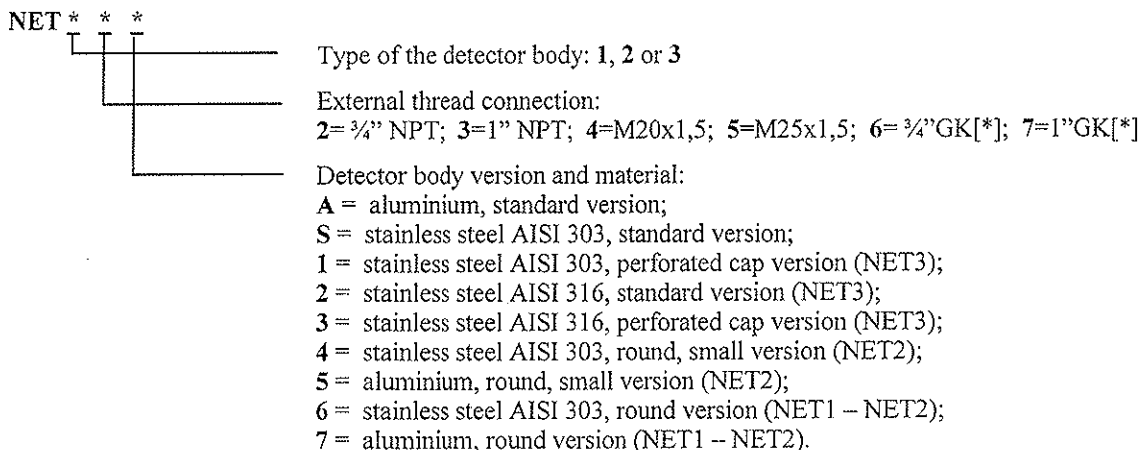 NET * * *
Type of the detector body: 1, 2 or 3
External thread connection:
2= ¾” NPT; 3=1” NPT; 4=M20x1,5; 5=M25x1,5; 6= ¾”GK[*]; 7=1”GK[*]
Detector body version and material:
A = aluminium, standard version;
S = stainless steel AISI 303, standard version;
1 = stainless steel AISI 303, perforated cap version (NET3);
2 = stainless steel AISI 316, standard version (NET3);
3 = stainless steel AISI 316, perforated cap version (NET3);
4 = stainless steel AISI 303, round, small version (NET2);
5 = aluminium, round, small version (NET2);
6 = stainless steel AISI 303, round version (NET1 – NET2);
7 = aluminium, round version (NET1 – NET2).